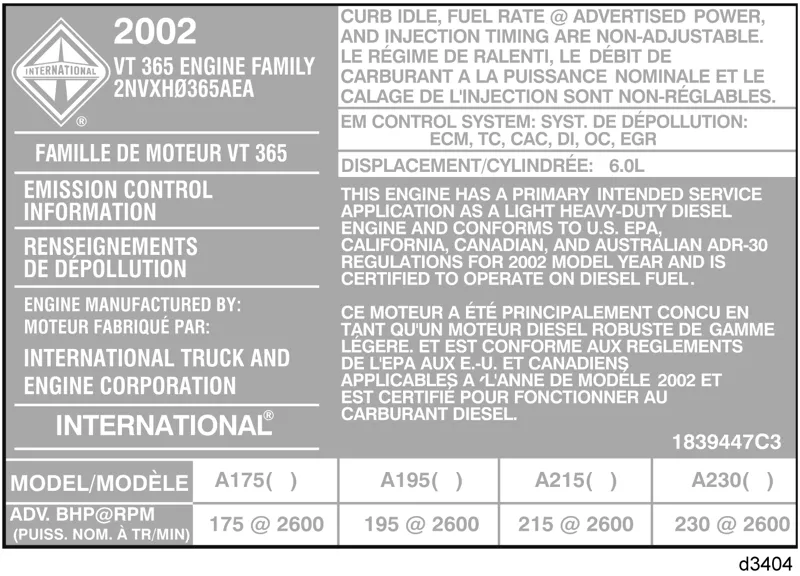 INTERNATIONAL
®
2002
VT 365 ENGINE FAMILY
2NVXHØ365AEA
FAMILLE DE MOTEUR VT 365
EMISSION CONTROL
INFORMATION
RENSEIGNEMENTS
DE DÉPOLLUTION
ENGINE MANUFACTURED BY:
MOTEUR FABRIQUÉ PAR:
INTERNATIONAL TRUCK AND
ENGINE CORPORATION
INTERNATIONAL®
CURB IDLE, FUEL RATE @ ADVERTISED POWER,
AND INJECTION TIMING ARE NON-ADJUSTABLE.
LE RÉGIME DE RALENTI, LE DÉBIT DE
CARBURANT A LA PUISSANCE NOMINALE ET LE
CALAGE DE L'INJECTION SONT NON-RÉGLABLES.
EM CONTROL SYSTEM: SYST. DE DÉPOLLUTION:
ECM, TC, CAC, DI, OC, EGR
DISPLACEMENT/CYLINDRÉE: 6.0L
THIS ENGINE HAS A PRIMARY INTENDED SERVICE
APPLICATION AS A LIGHT HEAVY-DUTY DIESEL
ENGINE AND CONFORMS TO U.S. EPA,
CALIFORNIA, CANADIAN, AND AUSTRALIAN ADR-30
REGULATIONS FOR 2002 MODEL YEAR AND IS
CERTIFIED TO OPERATE ON DIESEL FUEL.
CE MOTEUR A ÉTÉ PRINCIPALEMENT CONCU EN
TANT QU'UN MOTEUR DIESEL ROBUSTE DE GAMME
LÉGERE. ET EST CONFORME AUX REGLEMENTS
DE L'EPA AUX E.-U. ET CANADIENS
APPLICABLES A 'L'ANNE DE MODÈLE 2002 ET
EST CERTIFIÉ POUR FONCTIONNER AU
CARBURANT DIESEL.
1839447C3
MODEL/MODÈLE A175( ) A195( ) A215( ) A230( )
ADV. BHP@RPM
(PUISS. NOM. À TR/MIN) 175 @ 2600 195 @ 2600 215 @ 2600 230 @ 2600
d3404